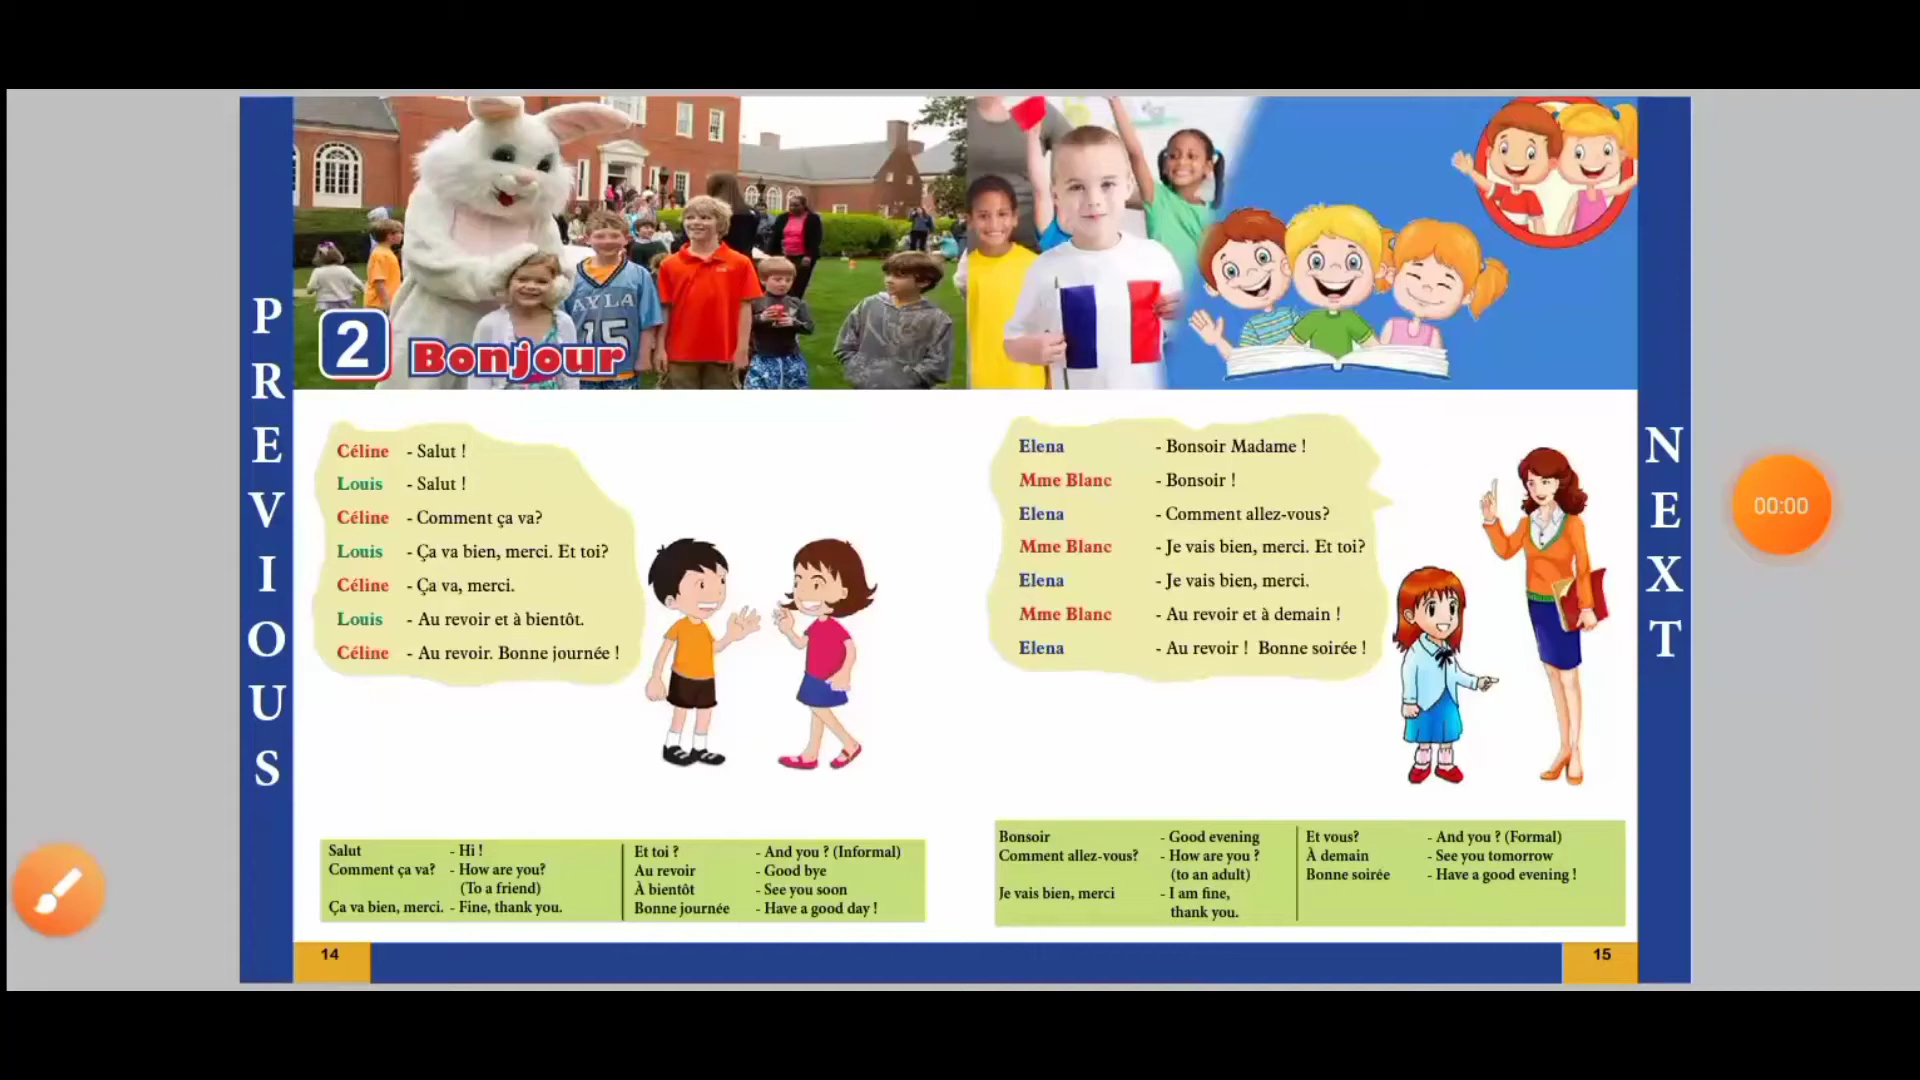 PREVIOUS
AYLA
15
2 Bonjour
Céline - Salut !
Louis - Salut !
Céline - Comment ça va?
Louis - Ça va bien, merci. Et toi?
Céline - Ça va, merci.
Louis - Au revoir et à bientôt.
Céline - Au revoir. Bonne journée !
Salut - Hi !
Comment ça va? - How are you?
(To a friend)
Ça va bien, merci. - Fine, thank you.
Et toi ? - And you ? (Informal)
Au revoir - Good bye
À bientôt - See you soon
Bonne journée - Have a good day !
14
Elena - Bonsoir Madame !
Mme Blanc - Bonsoir !
Elena - Comment allez-vous?
Mme Blanc - Je vais bien, merci. Et toi?
Elena - Je vais bien, merci.
Mme Blanc - Au revoir et à demain !
Elena - Au revoir ! Bonne soirée !
Bonsoir - Good evening
Comment allez-vous? - How are you ?
(to an adult)
Je vais bien, merci - I am fine,
thank you.
Et vous? - And you ? (Formal)
À demain - See you tomorrow
Bonne soirée - Have a good evening !
15
NEXT
00:00